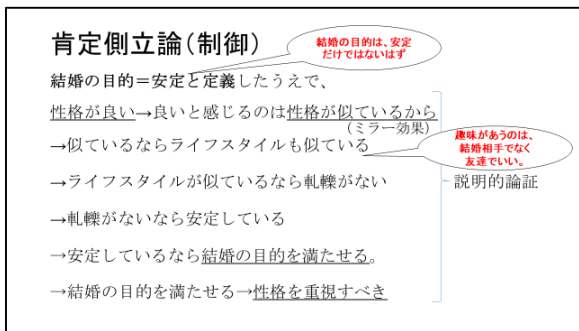 肯定側立論（制御）
結婚の目的は、安定
だけではないはず
結婚の目的＝安定と定義したうえで、
性格が良い→良いと感じるのは性格が似ているから
（ミラー効果）
→似ているならライフスタイルも似ている
趣味があうのは、
結婚相手でなく
友達でいい。
→ライフスタイルが似ているなら軋轢がない
説明的論証
→軋轢がないなら安定している
→安定しているなら結婚の目的を満たせる。
→結婚の目的を満たせる→性格を重視すべき